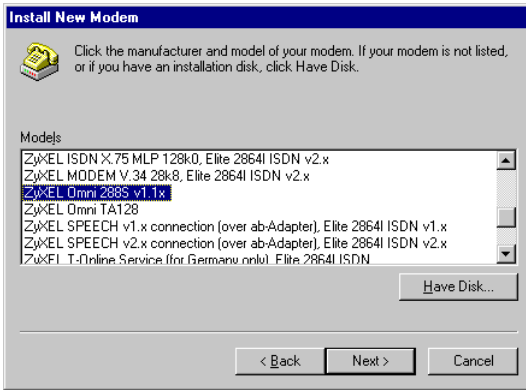 Install New Modem
Click the manufacturer and model of your modem. If your modem is not listed,
or if you have an installation disk, click Have Disk.
Models
ZyXEL ISDN X.75 MLP 128k0, Elite 2864I ISDN v2.x
ZyXEL MODEM V.34 28k8, Elite 2864I ISDN v2.x
ZyXEL Omni 288S v1.1x
ZyXEL Omni TA128
ZyXEL SPEECH v1.x connection (over ab-Adapter), Elite 2864I ISDN v1.x
ZyXEL SPEECH v2.x connection (over ab-Adapter), Elite 2864I ISDN v2.x
ZyXEL T-Online Service (for Germany only), Elite 2864I ISDN
Have Disk...
< Back
Next >
Cancel